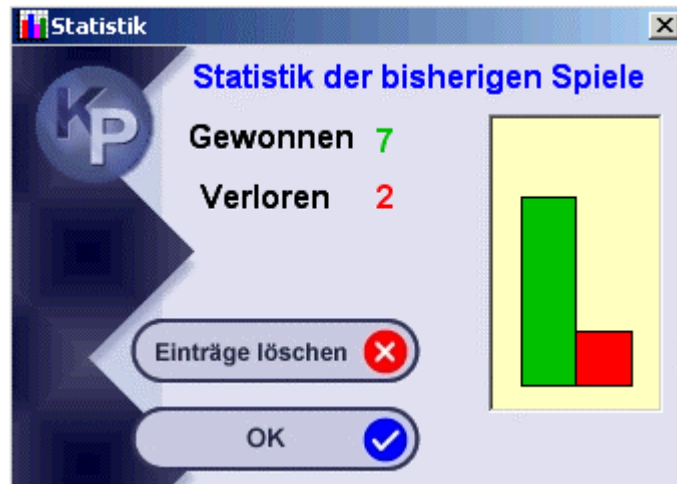 Statistik
KP
Statistik der bisherigen Spiele
Gewonnen 7
Verloren 2
Einträge löschen
OK